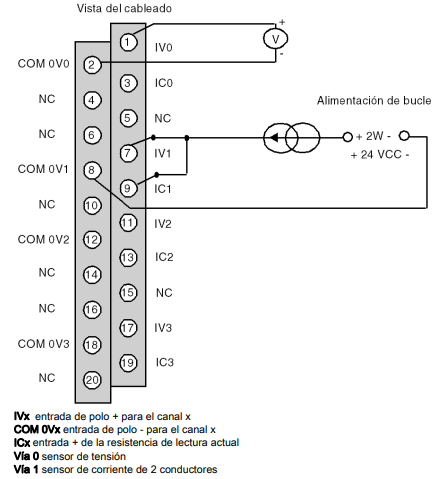 Vista del cableado
+
V
-
1
IV0
COM 0V0
2
3
IC0
NC
4
5
NC
Alimentación de bucle
NC
6
7
IV1
+ 2W -
+ 24 VCC -
COM 0V1
8
9
IC1
NC
10
11
IV2
COM 0V2
12
13
IC2
NC
14
15
NC
NC
16
17
IV3
COM 0V3
18
19
IC3
NC
20
IVx entrada de polo + para el canal x
COM 0Vx entrada de polo - para el canal x
ICx entrada + de la resistencia de lectura actual
Vía 0 sensor de tensión
Vía 1 sensor de corriente de 2 conductores